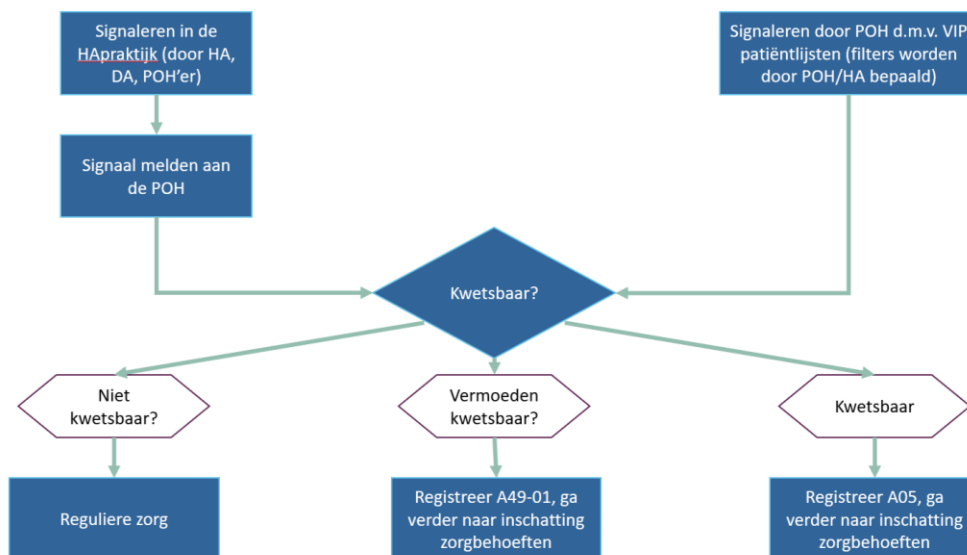 Signaleren in de
HApraktijk (door HA,
DA, POH'er)
Signaleren door POH d.m.v. VIP
patiëntlijsten (filters worden
door POH/HA bepaald)
Signaal melden aan
de POH
Kwetsbaar?
Niet
kwetsbaar?
Vermoeden
kwetsbaar?
Kwetsbaar
Reguliere zorg
Registreer A49-01, ga
verder naar inschatting
zorgbehoeften
Registreer A05, ga
verder naar inschatting
zorgbehoeften